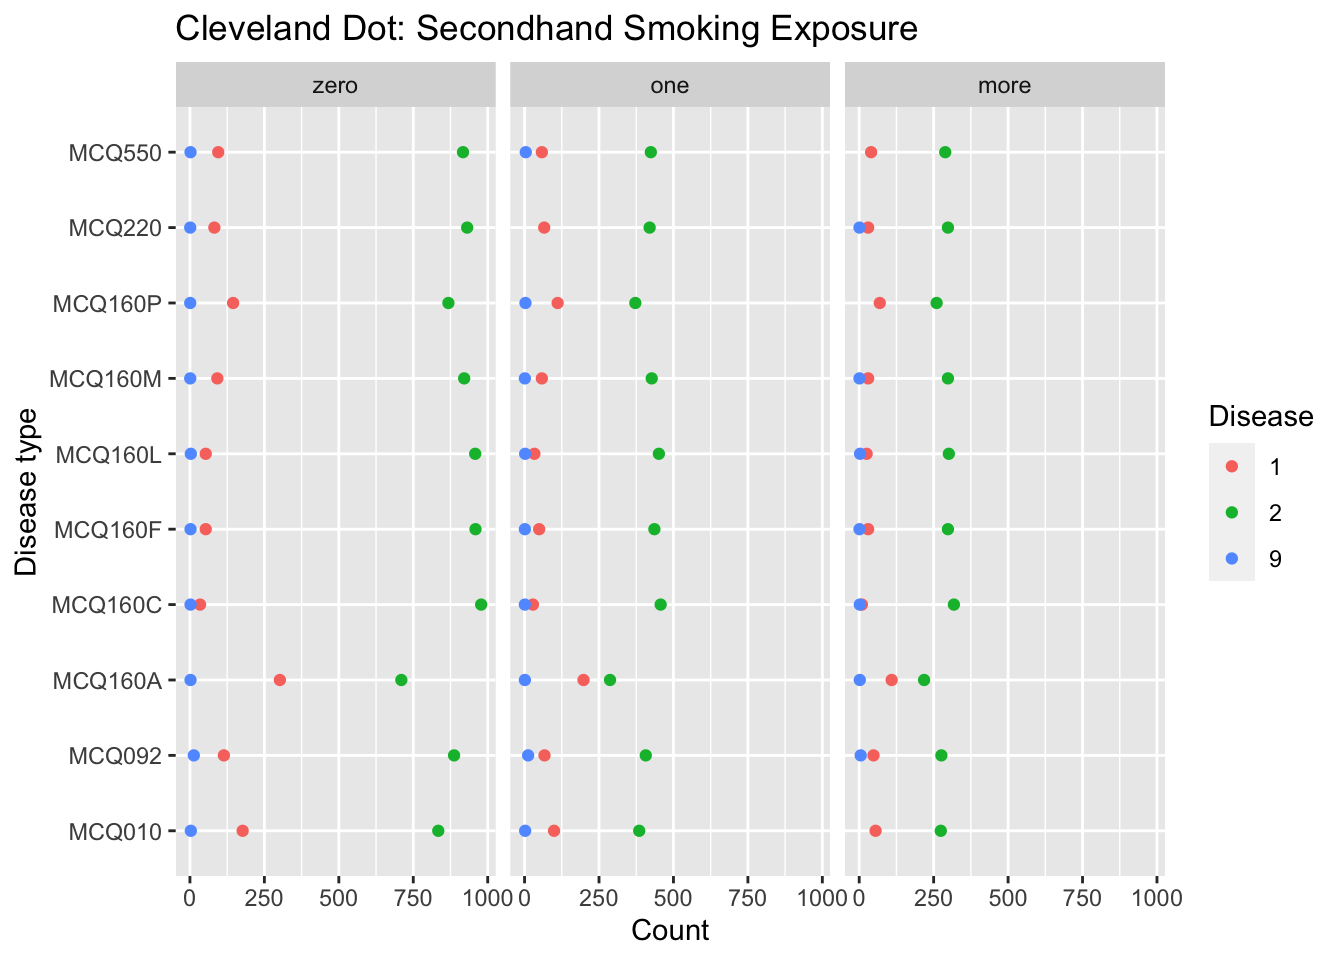 Cleveland Dot: Secondhand Smoking Exposure
zero one more
MCQ550
MCQ220
MCQ160P
MCQ160M
MCQ160L
MCQ160F
MCQ160C
MCQ160A
MCQ092
MCQ010
Disease type
0 250 500 750 1000 0 250 500 750 1000 0 250 500 750 1000
Count
Disease
1
2
9